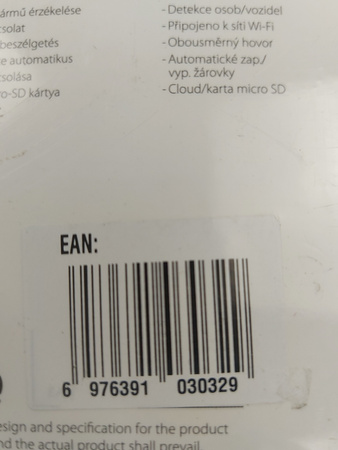 ármű érzékelése
solat
beszélgetés
e automatikus
csolása
o-SD kártya
- Detekce osob/vozidel
- Připojeno k síti Wi-Fi
- Obousměrný hovor
- Automatické zap./
vyp. žárovky
- Cloud/karta micro SD
EAN:
6 976391 030329
esign and specification for the product
nd the actual product shall prevail